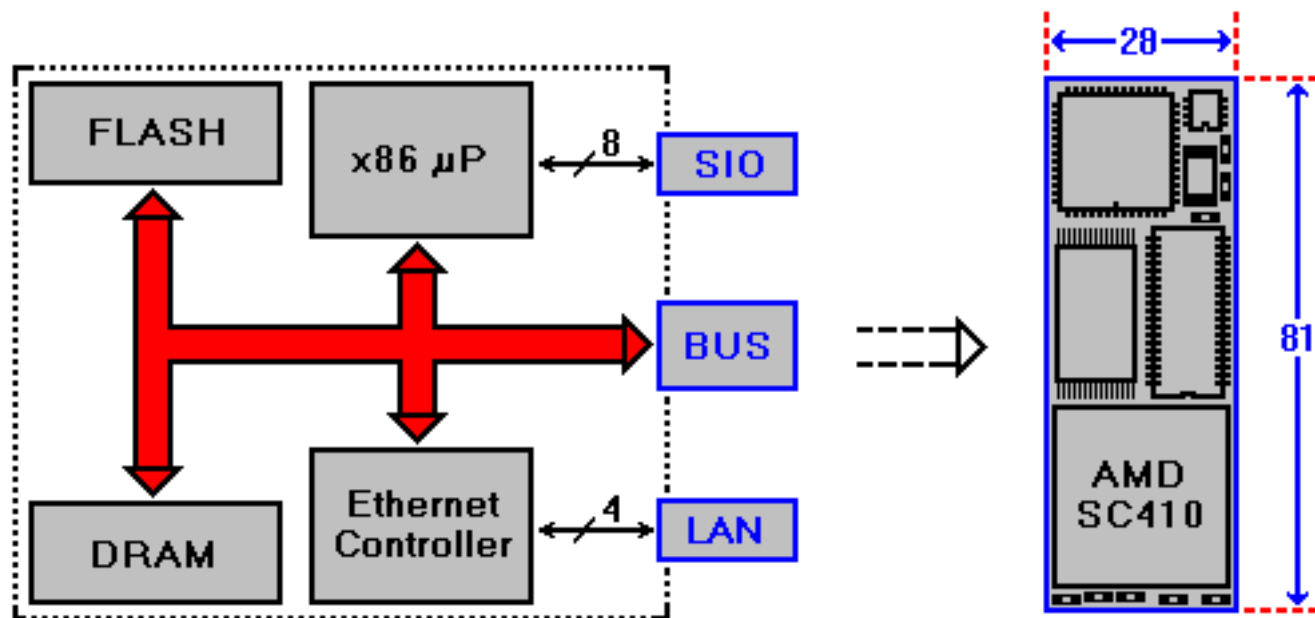 FLASH
x86 µP
8
SIO
BUS
DRAM
Ethernet
Controller
4
LAN
28
81
AMD
SC410